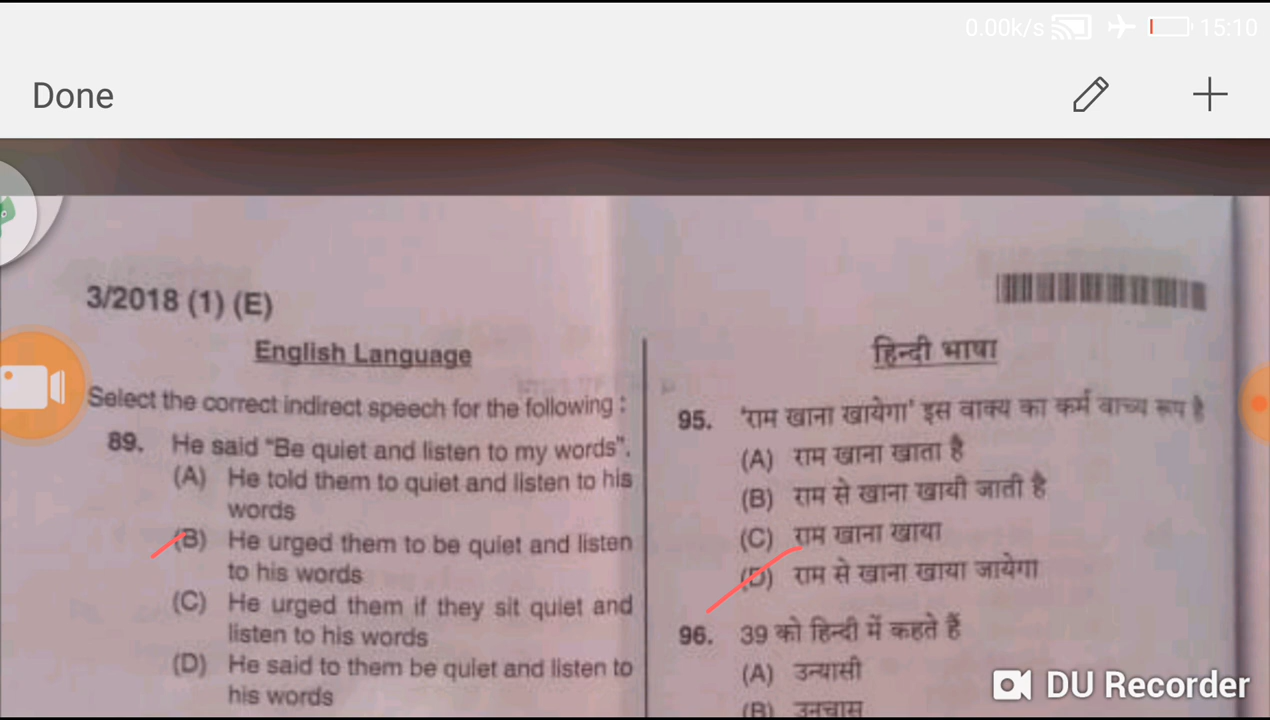 0.00k/s 15:10
Done
3/2018 (1) (E)
English Language
Select the correct indirect speech for the following :
89. He said “Be quiet and listen to my words”.
(A) He told them to quiet and listen to his
words
(B) He urged them to be quiet and listen
to his words
(C) He urged them if they sit quiet and
listen to his words
(D) He said to them be quiet and listen to
his words
हिन्दी भाषा
95. ‘राम खाना खायेगा’ इस वाक्य का कर्म वाच्य रूप है
(A) राम खाना खाता है
(B) राम से खाना खायी जाती है
(C) राम खाना खाया
(D) राम से खाना खाया जायेगा
96. 39 को हिन्दी में कहते हैं
(A) उन्यासी
(B) उनचास
DU Recorder